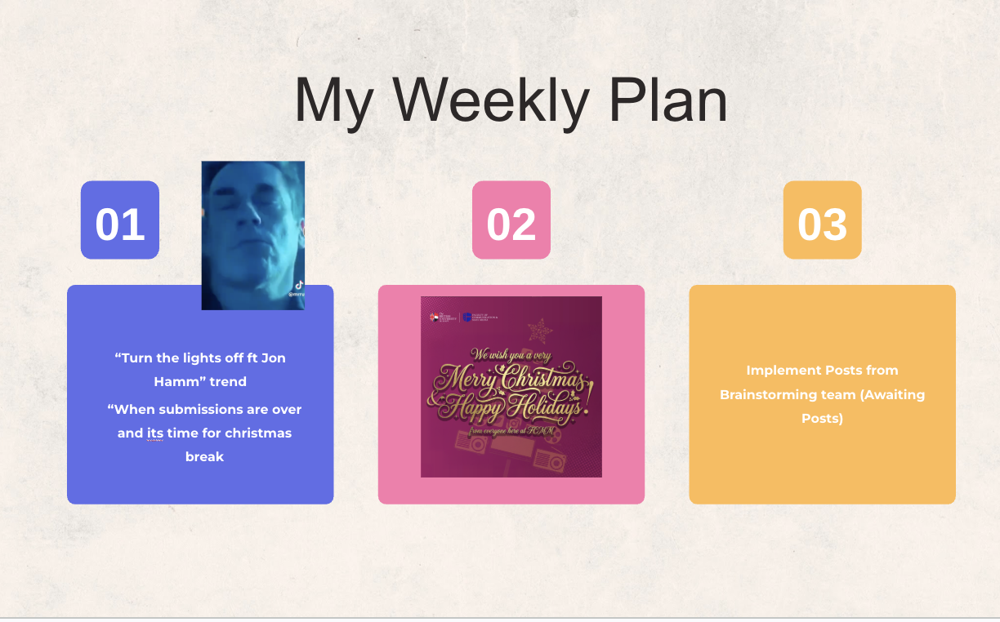 My Weekly Plan
01
02
03
“Turn the lights off ft Jon
Hamm” trend
“When submissions are over
and its time for christmas
break
We wish you a very
Merry Christmas
& Happy Holidays!
from everyone here at FCMM
Implement Posts from
Brainstorming team (Awaiting
Posts)